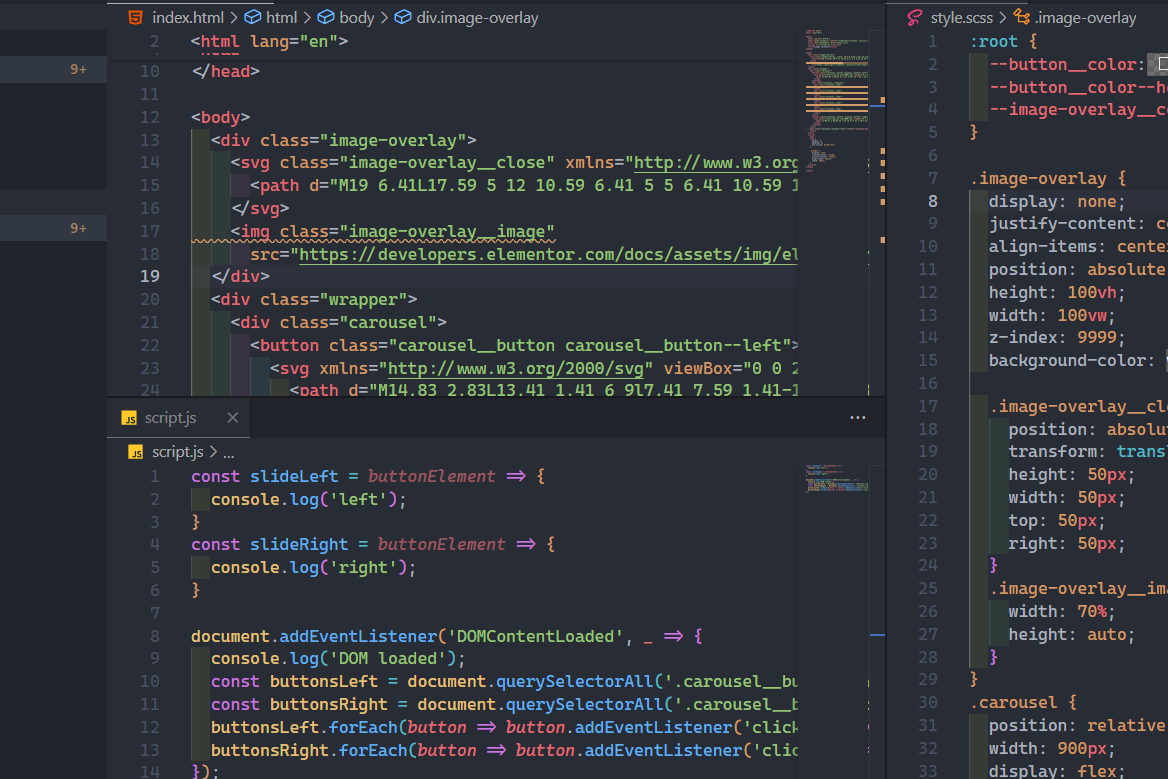 9+
9+
index.html > html > body > div.image-overlay
2 <html lang="en">
10 </head>
11
12 <body>
13 <div class="image-overlay">
14 <svg class="image-overlay__close" xmlns="http://www.w3.org
15 <path d="M19 6.41L17.59 5 12 10.59 6.41 5 5 6.41 10.59 1
16 </svg>
17 <img class="image-overlay__image"
18 src="https://developers.elementor.com/docs/assets/img/el
19 </div>
20 <div class="wrapper">
21 <div class="carousel">
22 <button class="carousel__button carousel__button--left">
23 <svg xmlns="http://www.w3.org/2000/svg" viewBox="0 0 2
24 <path d="M14.83 2.83L13.41 1.41 6 9l7.41 7.59 1.41-1
JS script.js ×
...
JS script.js > ...
1 const slideLeft = buttonElement => {
2 console.log('left');
3 }
4 const slideRight = buttonElement => {
5 console.log('right');
6 }
7
8 document.addEventListener('DOMContentLoaded', _ => {
9 console.log('DOM loaded');
10 const buttonsLeft = document.querySelectorAll('.carousel__bu
11 const buttonsRight = document.querySelectorAll('.carousel__b
12 buttonsLeft.forEach(button => button.addEventListener('click
13 buttonsRight.forEach(button => button.addEventListener('clic
14 });
style.scss > .image-overlay
1 :root {
2 --button__color:
3 --button__color--h
4 --image-overlay__c
5 }
6
7 .image-overlay {
8 display: none;
9 justify-content: c
10 align-items: cente
11 position: absolute
12 height: 100vh;
13 width: 100vw;
14 z-index: 9999;
15 background-color:
16
17 .image-overlay__cl
18 position: absolu
19 transform: trans
20 height: 50px;
21 width: 50px;
22 top: 50px;
23 right: 50px;
24 }
25 .image-overlay__im
26 width: 70%;
27 height: auto;
28 }
29 }
30 .carousel {
31 position: relative
32 width: 900px;
33 display: flex;